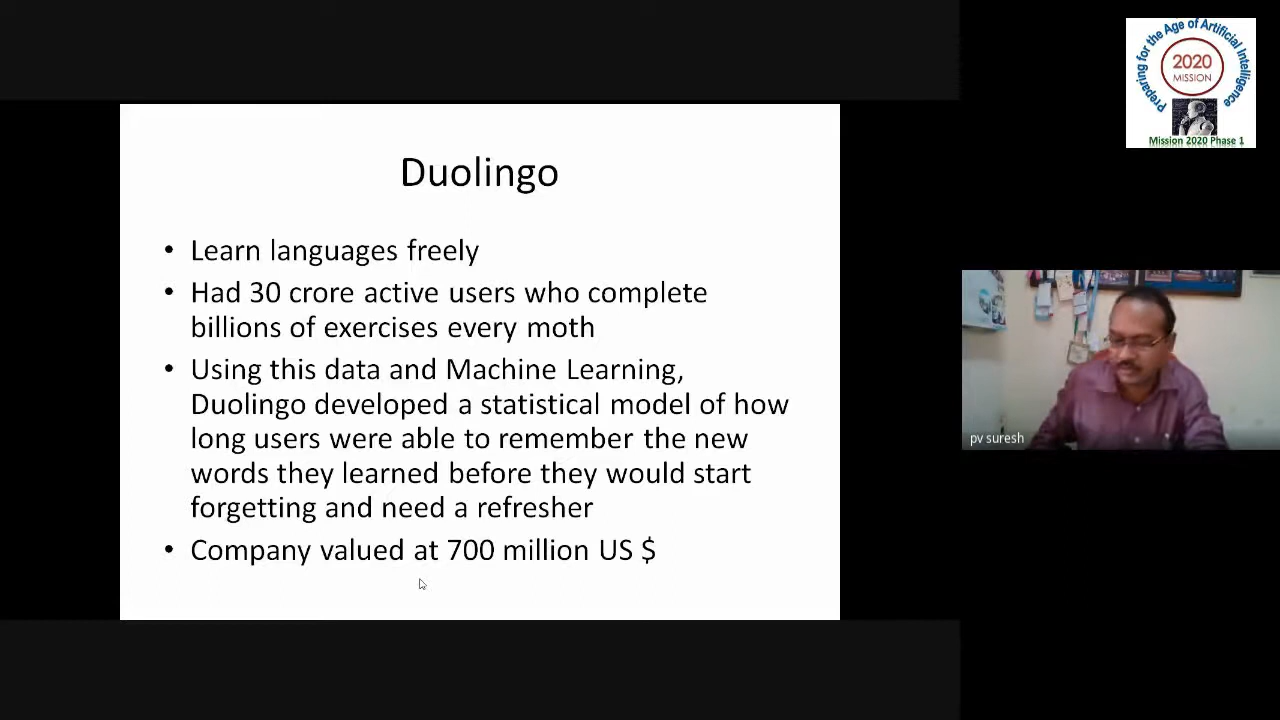 Duolingo
• Learn languages freely
• Had 30 crore active users who complete
billions of exercises every moth
• Using this data and Machine Learning,
Duolingo developed a statistical model of how
long users were able to remember the new
words they learned before they would start
forgetting and need a refresher
• Company valued at 700 million US $
Preparing for the Age of Artificial Intelligence
2020
MISSION
Mission 2020 Phase 1
pv suresh